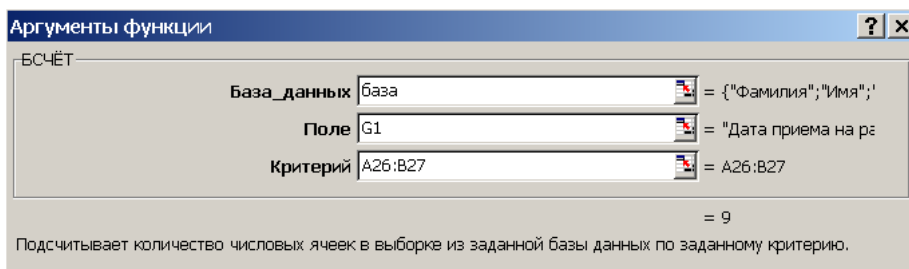 Аргументы функции ? ×
БСЧЁТ
База_данных база = {"Фамилия";"Имя";'
Поле G1 = "Дата приема на ра
Критерий A26:B27 = A26:B27
= 9
Подсчитывает количество числовых ячеек в выборке из заданной базы данных по заданному критерию.